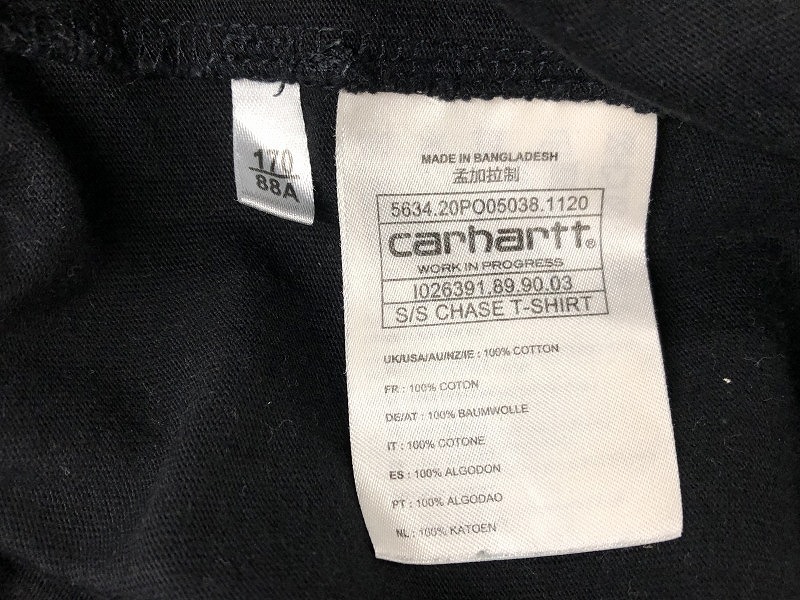 170
88A
MADE IN BANGLADESH
孟加拉制
5634.20PO05038.1120
carhartt®
WORK IN PROGRESS
I026391.89.90.03
S/S CHASE T-SHIRT
UK/USA/AU/NZ/IE : 100% COTTON
FR : 100% COTON
DE/AT : 100% BAUMWOLLE
IT : 100% COTONE
ES : 100% ALGODON
PT : 100% ALGODAO
NL : 100% KATOEN